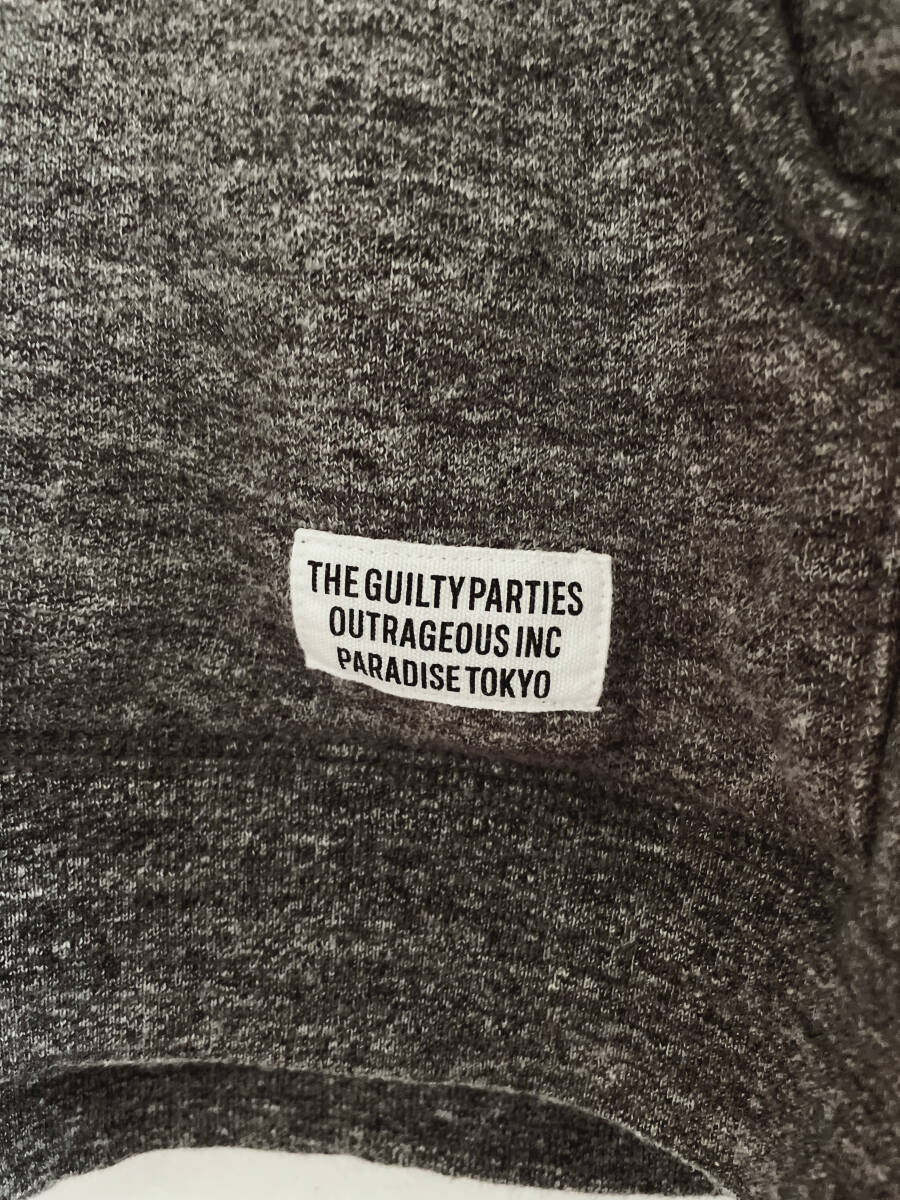 THE GUILTY PARTIES
OUTRAGEOUS INC
PARADISE TOKYO